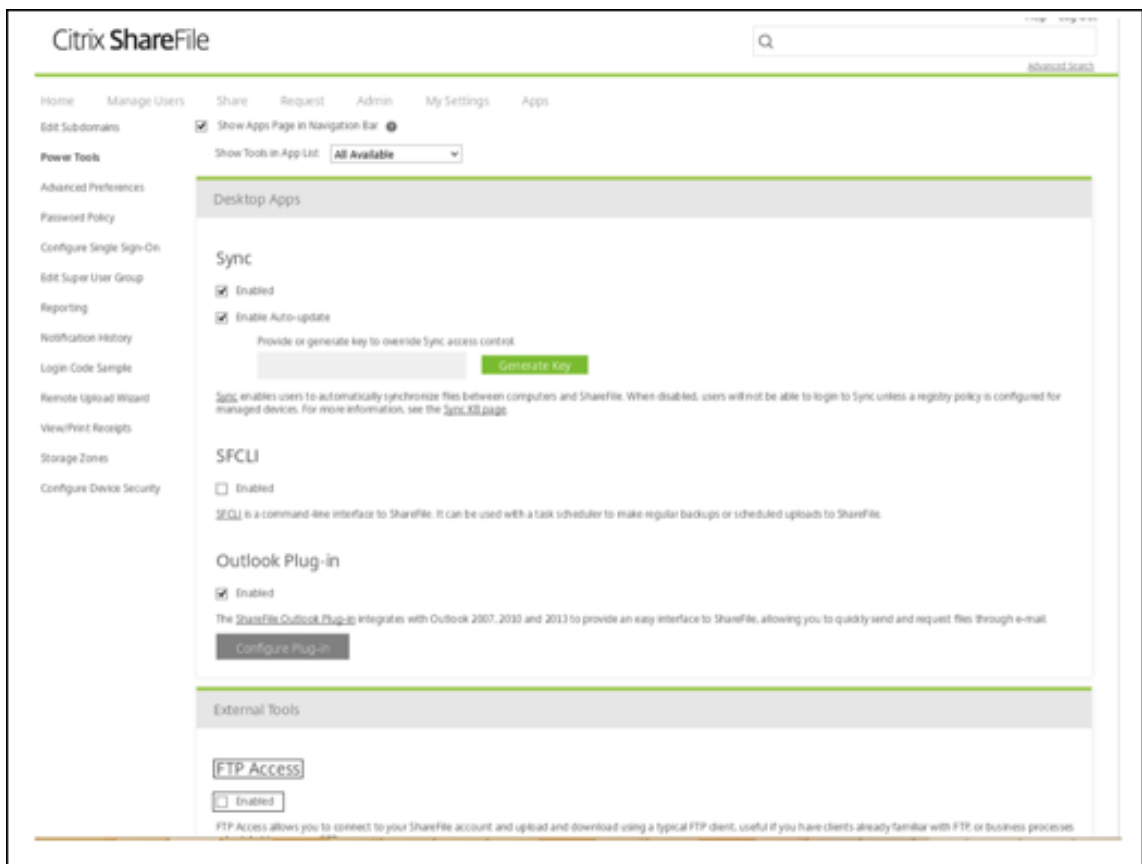 Citrix ShareFile
Advanced Search
Home Manage Users Share Request Admin My Settings Apps
Edit Subdomains
Power Tools
Advanced Preferences
Password Policy
Configure Single Sign-On
Edit Super User Group
Reporting
Notification History
Login Code Sample
Remote Upload Wizard
View/Print Receipts
Storage Zones
Configure Device Security
Show Apps Page in Navigation Bar
Show Tools in App List All Available
Desktop Apps
Sync
Enabled
Enable Auto-update
Provide or generate key to override Sync access control.
Generate Key
Sync enables users to automatically synchronize files between computers and ShareFile. When disabled, users will not be able to login to Sync unless a registry policy is configured for
managed devices. For more information, see the Sync KB page.
SFCLI
Enabled
SFCLI is a command-line interface to ShareFile. It can be used with a task scheduler to make regular backups or scheduled uploads to ShareFile.
Outlook Plug-in
Enabled
The ShareFile Outlook Plug-in integrates with Outlook 2007, 2010 and 2013 to provide an easy interface to ShareFile, allowing you to quickly send and request files through e-mail.
Configure Plug-in
External Tools
FTP Access
Enabled
FTP Access allows you to connect to your ShareFile account and upload and download using a typical FTP client, useful if you have clients already familiar with FTP, or business processes